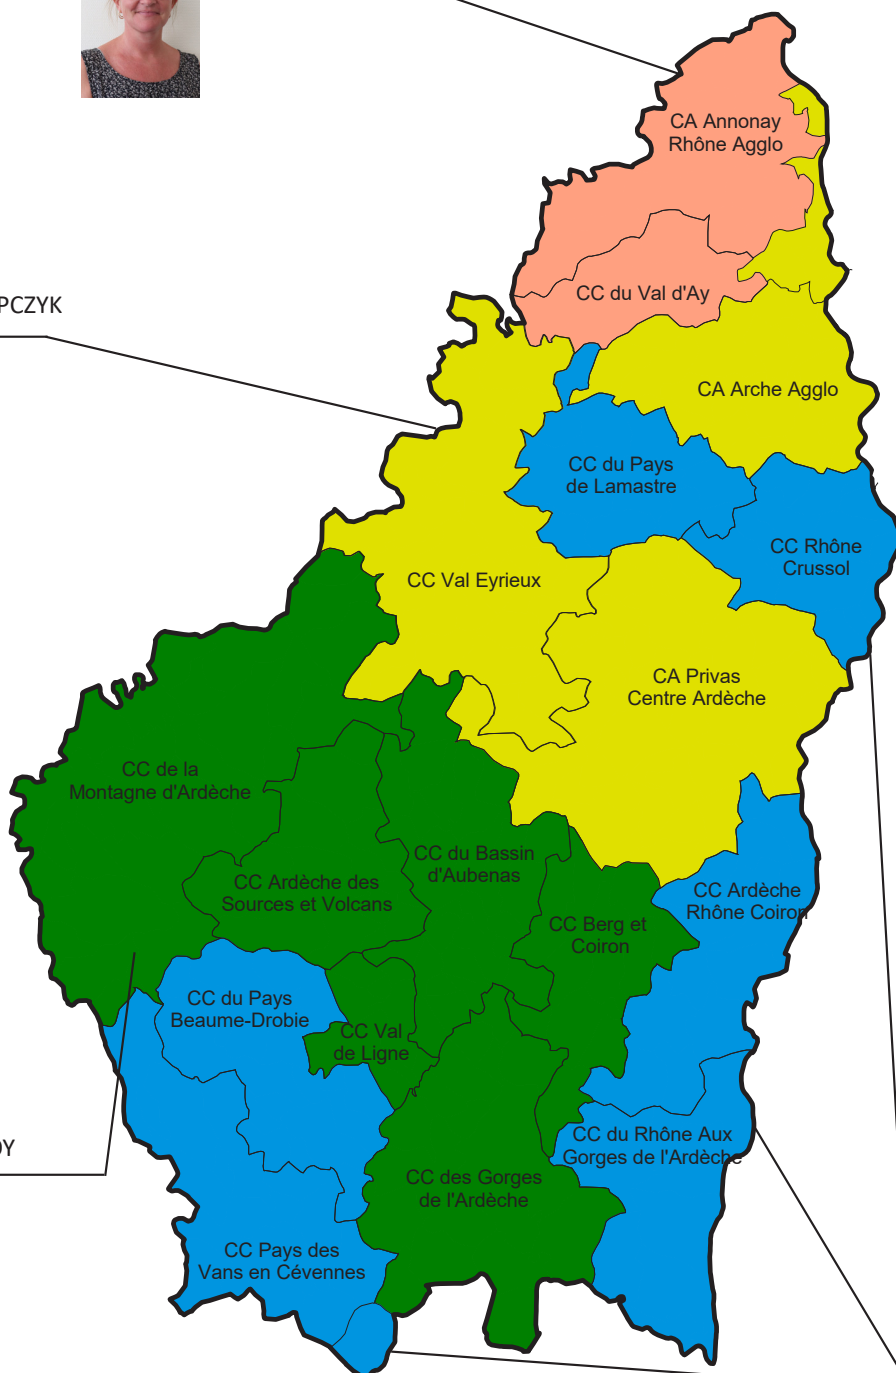 CA Annonay
Rhône Agglo
CC du Val d'Ay
PCZYK
CA Arche Agglo
CC du Pays
de Lamastre
CC Rhône
Crussol
CC Val Eyrieux
CA Privas
Centre Ardèche
CC de la
Montagne d'Ardèche
CC du Bassin
d'Aubenas
CC Ardèche des
Sources et Volcans
CC Ardèche
Rhône Coiron
CC Berg et
Coiron
CC du Pays
Beaume-Drobie
CC Val
de Ligne
DY
CC du Rhône Aux
Gorges de l'Ardèche
CC des Gorges
de l'Ardèche
CC Pays des
Vans en Cévennes